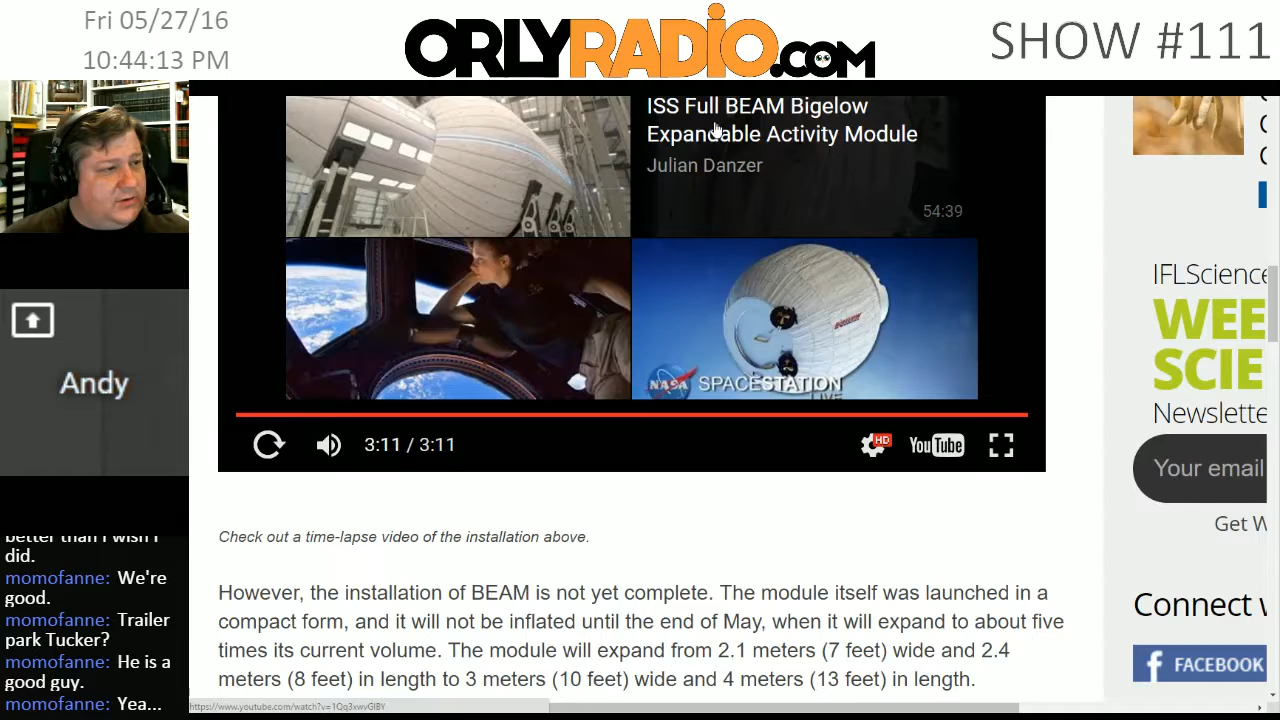 Fri 05/27/16
10:44:13 PM
ORLYRADIO.COM
SHOW #111
ISS Full BEAM Bigelow
Expandable Activity Module
Julian Danzer
54:39
NASA SPACESTATION
LIVE
3:11 / 3:11
HD
YouTube
Andy
better than I wish I
did.
momofanne: We're
good.
momofanne: Trailer
park Tucker?
momofanne: He is a
good guy.
momofanne: Yea...
Check out a time-lapse video of the installation above.
However, the installation of BEAM is not yet complete. The module itself was launched in a
compact form, and it will not be inflated until the end of May, when it will expand to about five
times its current volume. The module will expand from 2.1 meters (7 feet) wide and 2.4
meters (8 feet) in length to 3 meters (10 feet) wide and 4 meters (13 feet) in length.
IFLScience
WEE
SCIE
Newslette
Your email
Get W
Connect w
FACEBOOK